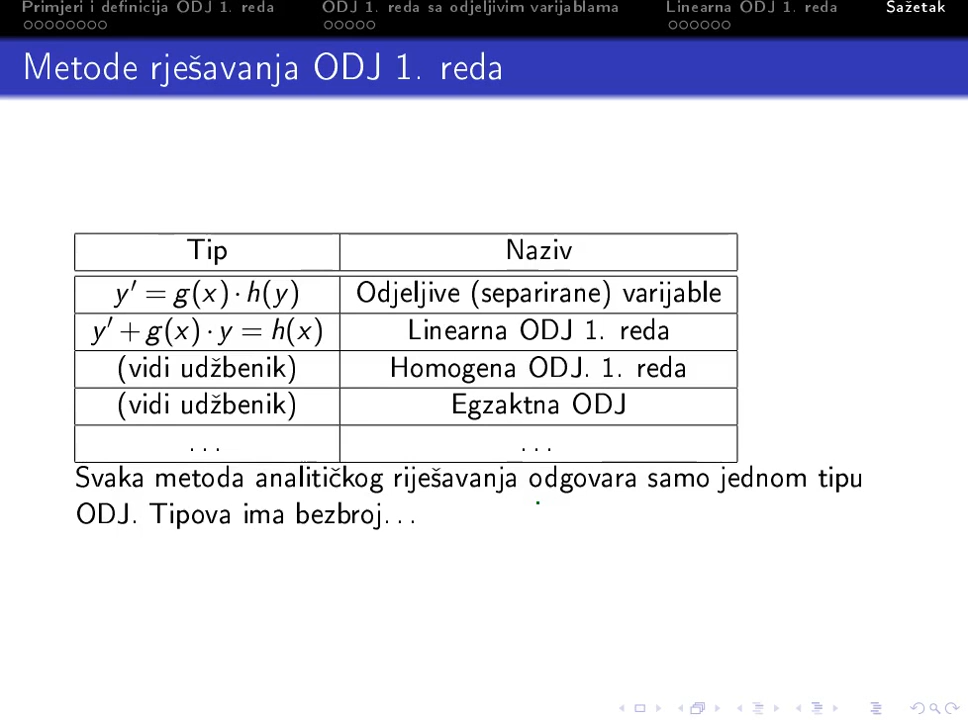 Primjeri i definicija ODJ 1. reda ODJ 1. reda sa odjeljivim varijablama Linearna ODJ 1. reda Sažetak
Metode rješavanja ODJ 1. reda
Tip Naziv
y′ = g(x) · h(y) Odjeljive (separirane) varijable
y′ + g(x) · y = h(x) Linearna ODJ 1. reda
(vidi udžbenik) Homogena ODJ. 1. reda
(vidi udžbenik) Egzaktna ODJ
... ...
Svaka metoda analitičkog riješavanja odgovara samo jednom tipu
ODJ. Tipova ima bezbroj...